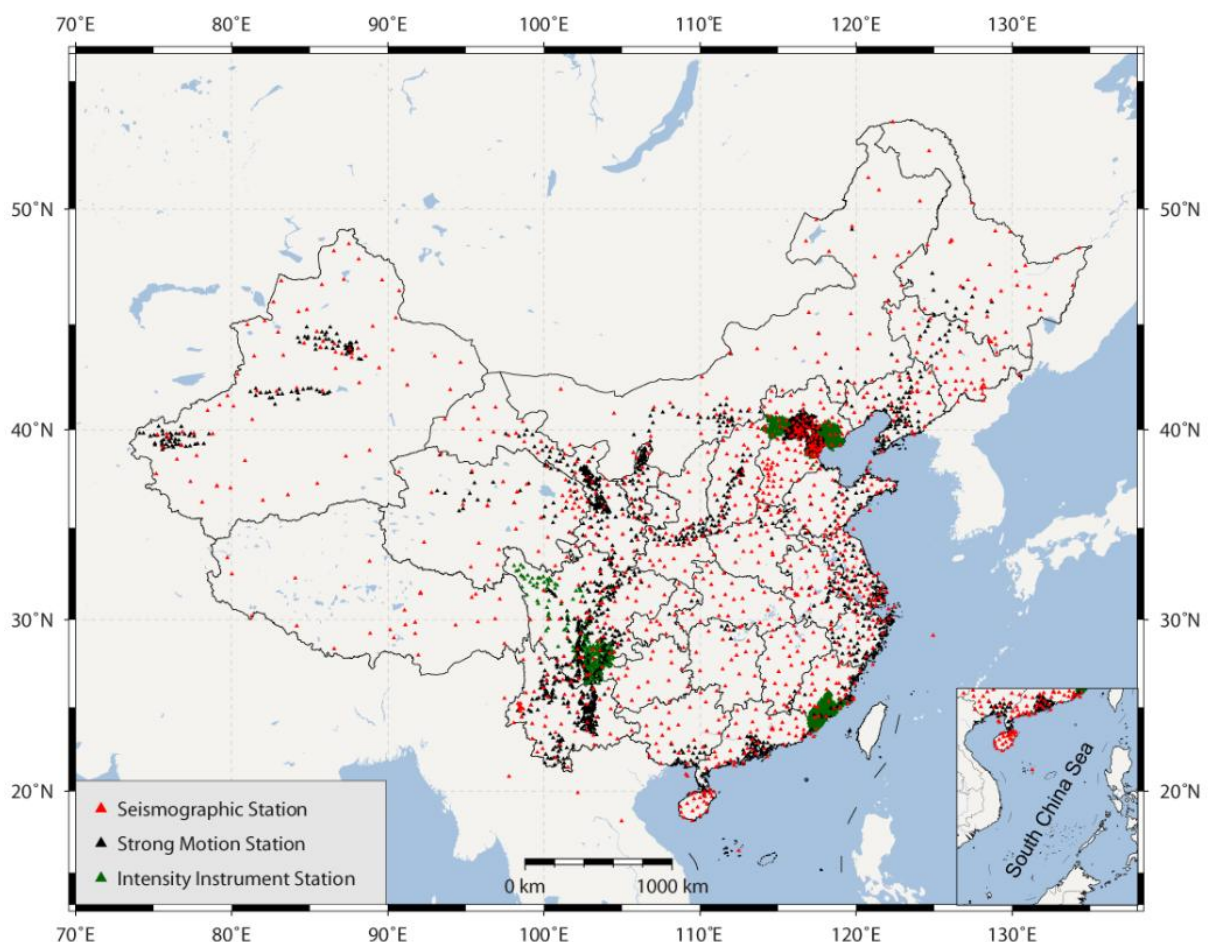 70°E 80°E 90°E 100°E 110°E 120°E 130°E
50°N 50°N
40°N 40°N
30°N 30°N
20°N 20°N
Seismographic Station
Strong Motion Station
Intensity Instrument Station
0 km 1000 km
South China Sea
70°E 80°E 90°E 100°E 110°E 120°E 130°E